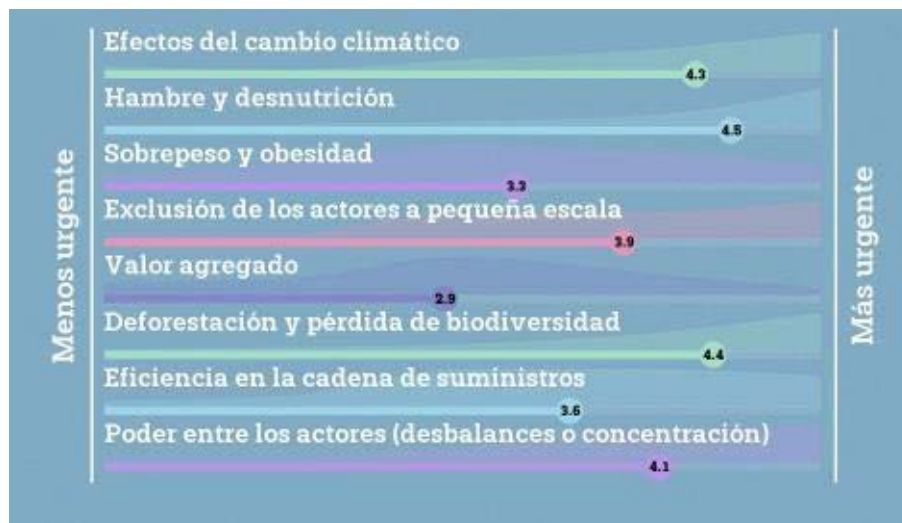 Menos urgente
Efectos del cambio climático
4.3
Hambre y desnutrición
4.5
Sobrepeso y obesidad
3.3
Exclusión de los actores a pequeña escala
3.9
Valor agregado
2.9
Deforestación y pérdida de biodiversidad
4.4
Eficiencia en la cadena de suministros
3.6
Poder entre los actores (desbalances o concentración)
4.1
Más urgente